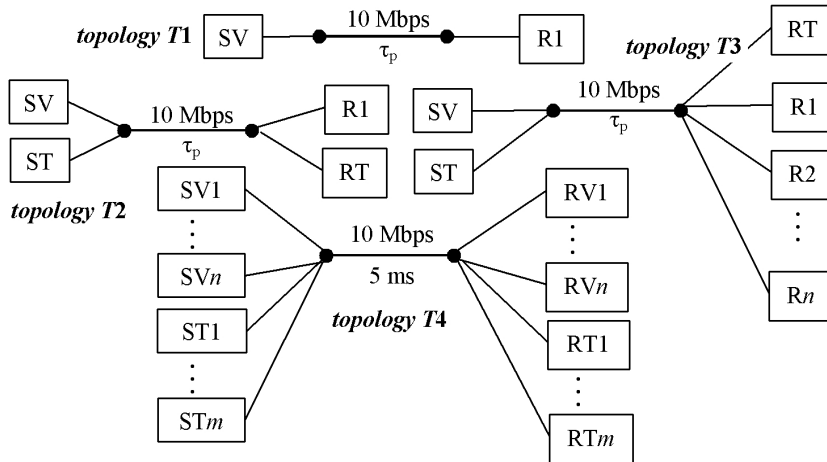 topology T1
SV
10 Mbps
τp
R1
topology T3
RT
SV
ST
10 Mbps
τp
R1
RT
topology T2
SV
ST
10 Mbps
τp
R1
R2
⋮
Rn
SV1
⋮
SVn
ST1
⋮
STm
10 Mbps
5 ms
topology T4
RV1
⋮
RVn
RT1
⋮
RTm